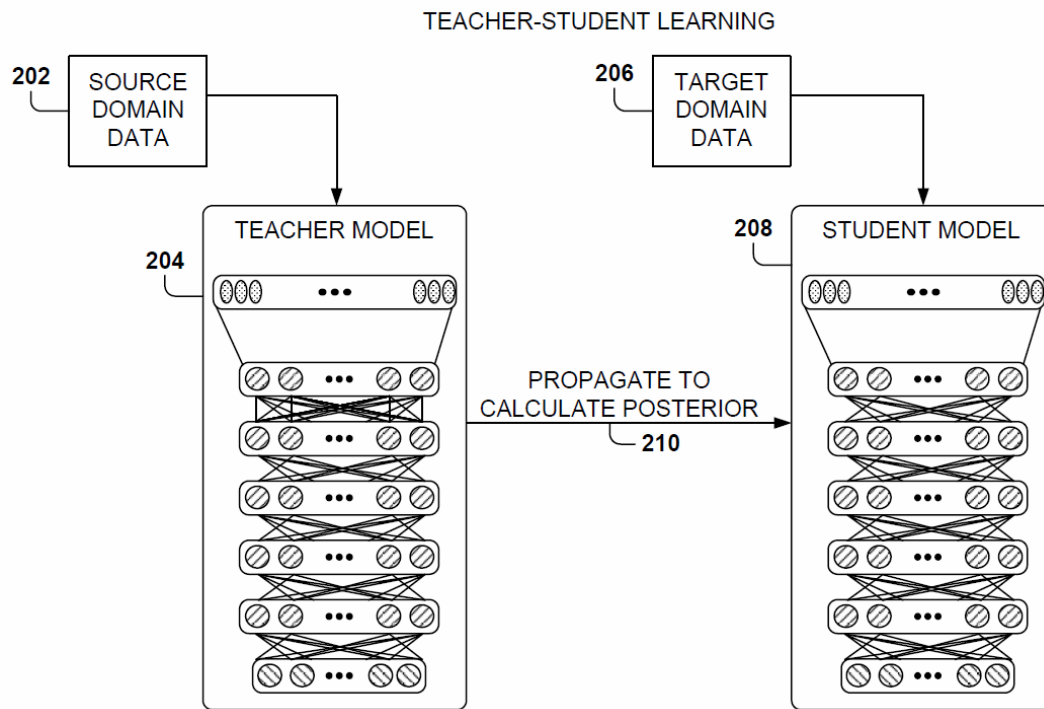 TEACHER-STUDENT LEARNING
202
SOURCE
DOMAIN
DATA
206
TARGET
DOMAIN
DATA
TEACHER MODEL
204
208
STUDENT MODEL
PROPAGATE TO
CALCULATE POSTERIOR
210